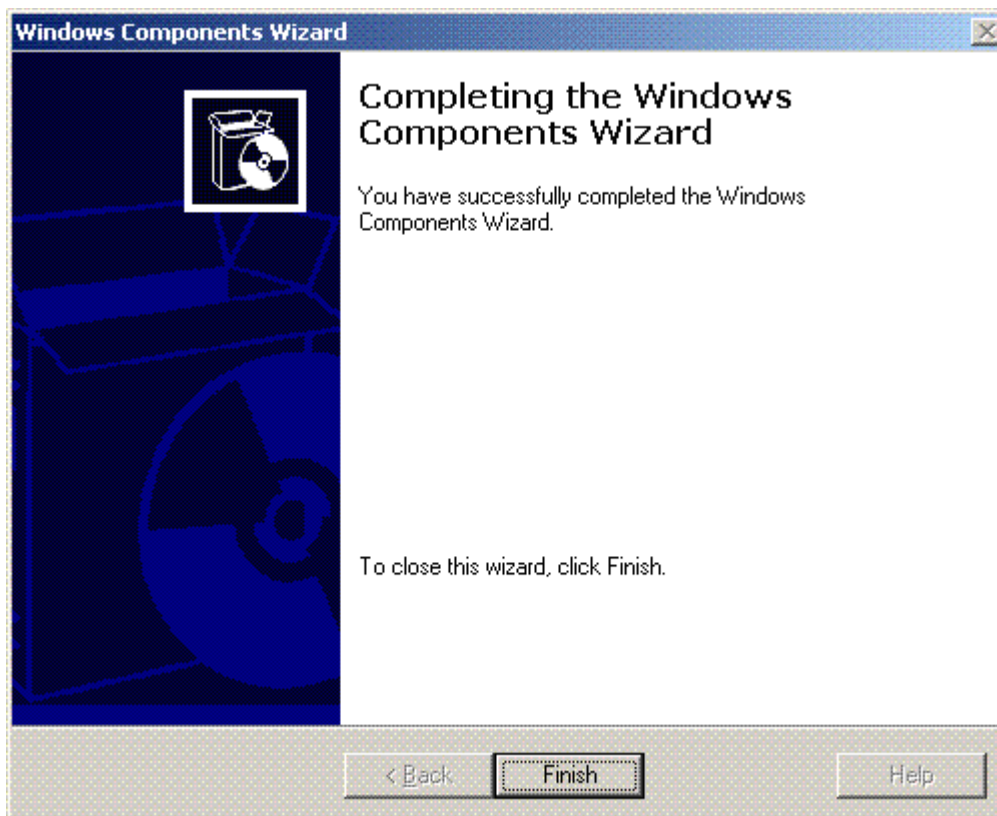 Windows Components Wizard
Completing the Windows
Components Wizard
You have successfully completed the Windows
Components Wizard.
To close this wizard, click Finish.
< Back
Finish
Help